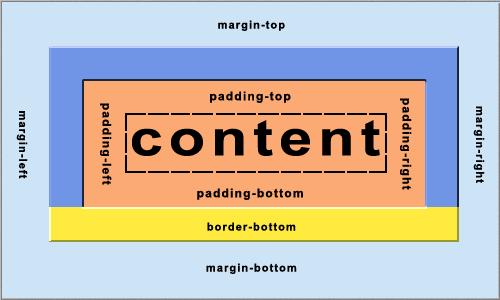 margin-top
padding-top
margin-left
padding-left
content
padding-right
margin-right
padding-bottom
border-bottom
margin-bottom